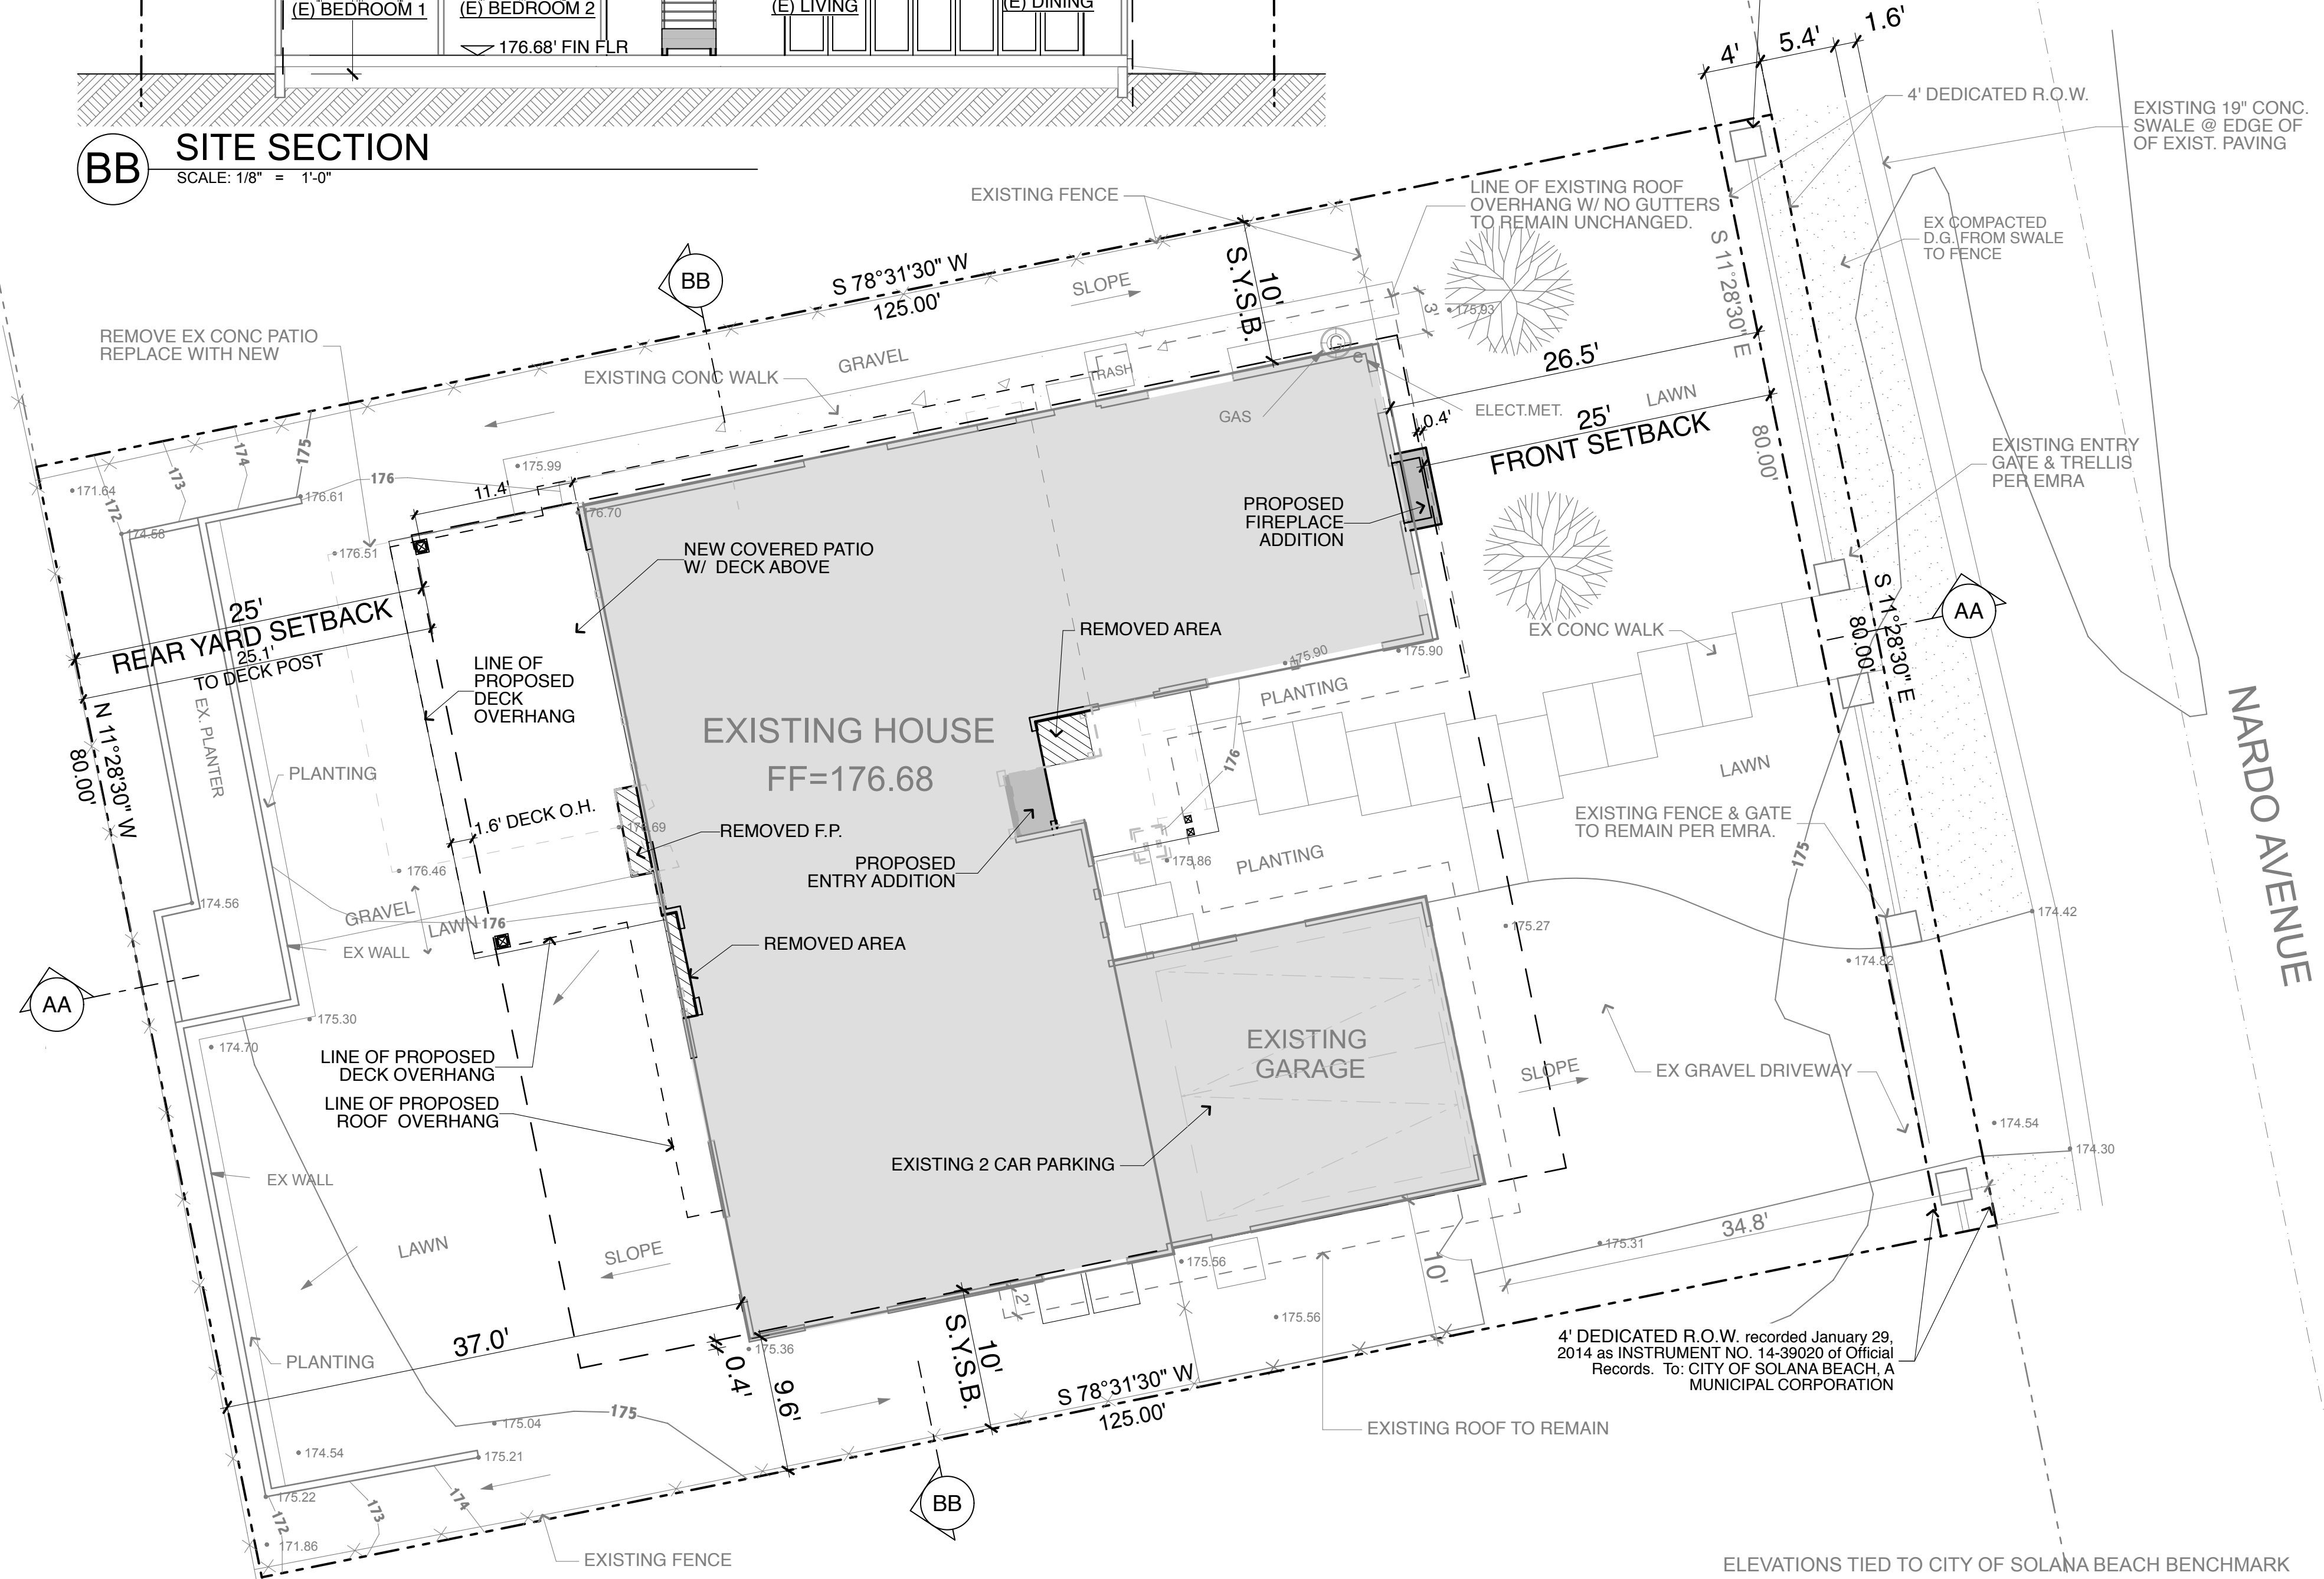 (E) BEDROOM 1
(E) BEDROOM 2
(E) LIVING
(E) DINING
176.68' FIN FLR
BB
SITE SECTION
SCALE: 1/8" = 1'-0"
4'
5.4'
1.6'
4' DEDICATED R.O.W.
EXISTING 19" CONC.
SWALE @ EDGE OF
OF EXIST. PAVING
EXISTING FENCE
LINE OF EXISTING ROOF
OVERHANG W/ NO GUTTERS
TO REMAIN UNCHANGED.
EX COMPACTED
D.G. FROM SWALE
TO FENCE
S 11°28'30" E
80.00'
BB
S 78°31'30" W
125.00'
SLOPE
10'
S.Y.S.B.
3'
175.93
REMOVE EX CONC PATIO
REPLACE WITH NEW
GRAVEL
EXISTING CONC WALK
TRASH
G
e
GAS
ELECT.MET.
26.5'
0.4'
25'
FRONT SETBACK
LAWN
EXISTING ENTRY
GATE & TRELLIS
PER EMRA
171.64
172
173
174
175
176
176.61
174.58
175.99
11.4'
176.70
176.51
PROPOSED
FIREPLACE
ADDITION
NEW COVERED PATIO
W/ DECK ABOVE
25'
REAR YARD SETBACK
25.1'
TO DECK POST
LINE OF
PROPOSED
DECK
OVERHANG
REMOVED AREA
175.90
175.90
EX CONC WALK
AA
S 11°28'30" E
80.00'
N 11°28'30" W
80.00'
EX. PLANTER
PLANTING
EXISTING HOUSE
FF=176.68
PLANTING
176
LAWN
NARDO AVENUE
1.6' DECK O.H.
REMOVED F.P.
PROPOSED
ENTRY ADDITION
175.86
PLANTING
EXISTING FENCE & GATE
TO REMAIN PER EMRA.
175
176.46
174.56
GRAVEL
LAWN
176
EX WALL
REMOVED AREA
175.27
174.42
174.82
AA
175.30
174.70
LINE OF PROPOSED
DECK OVERHANG
LINE OF PROPOSED
ROOF OVERHANG
EXISTING
GARAGE
SLOPE
EX GRAVEL DRIVEWAY
174.54
174.30
EXISTING 2 CAR PARKING
EX WALL
LAWN
SLOPE
34.8'
175.31
175.56
10'
2'
175.56
37.0'
175.36
0.4'
9.6'
10'
S.Y.S.B.
S 78°31'30" W
125.00'
4' DEDICATED R.O.W. recorded January 29,
2014 as INSTRUMENT NO. 14-39020 of Official
Records. To: CITY OF SOLANA BEACH, A
MUNICIPAL CORPORATION
PLANTING
EXISTING ROOF TO REMAIN
175.04
175
174.54
175.21
175.22
172
173
174
171.86
BB
EXISTING FENCE
ELEVATIONS TIED TO CITY OF SOLANA BEACH BENCHMARK